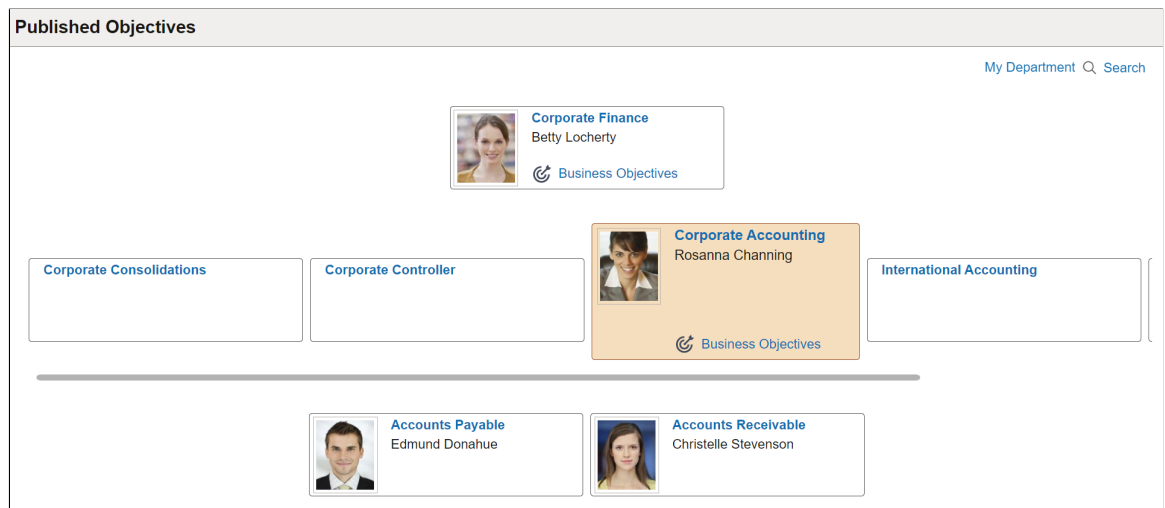 Published Objectives
My Department Search
Corporate Finance
Betty Locherty
Business Objectives
Corporate Consolidations
Corporate Controller
Corporate Accounting
Rosanna Channing
Business Objectives
International Accounting
Accounts Payable
Edmund Donahue
Accounts Receivable
Christelle Stevenson